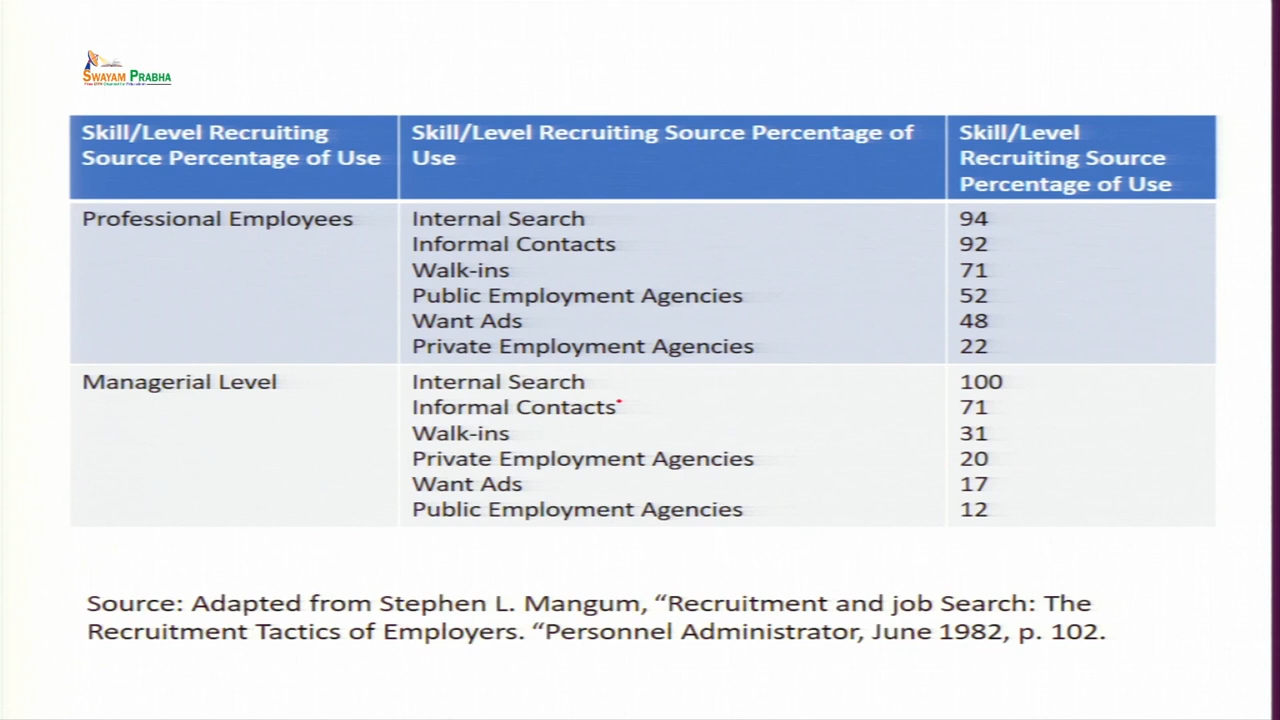 SWAYAM PRABHA
Skill/Level Recruiting
Source Percentage of Use
Skill/Level Recruiting Source Percentage of
Use
Skill/Level
Recruiting Source
Percentage of Use
Professional Employees
Internal Search 94
Informal Contacts 92
Walk-ins 71
Public Employment Agencies 52
Want Ads 48
Private Employment Agencies 22
Managerial Level
Internal Search 100
Informal Contacts 71
Walk-ins 31
Private Employment Agencies 20
Want Ads 17
Public Employment Agencies 12
Source: Adapted from Stephen L. Mangum, “Recruitment and job Search: The
Recruitment Tactics of Employers. “Personnel Administrator, June 1982, p. 102.